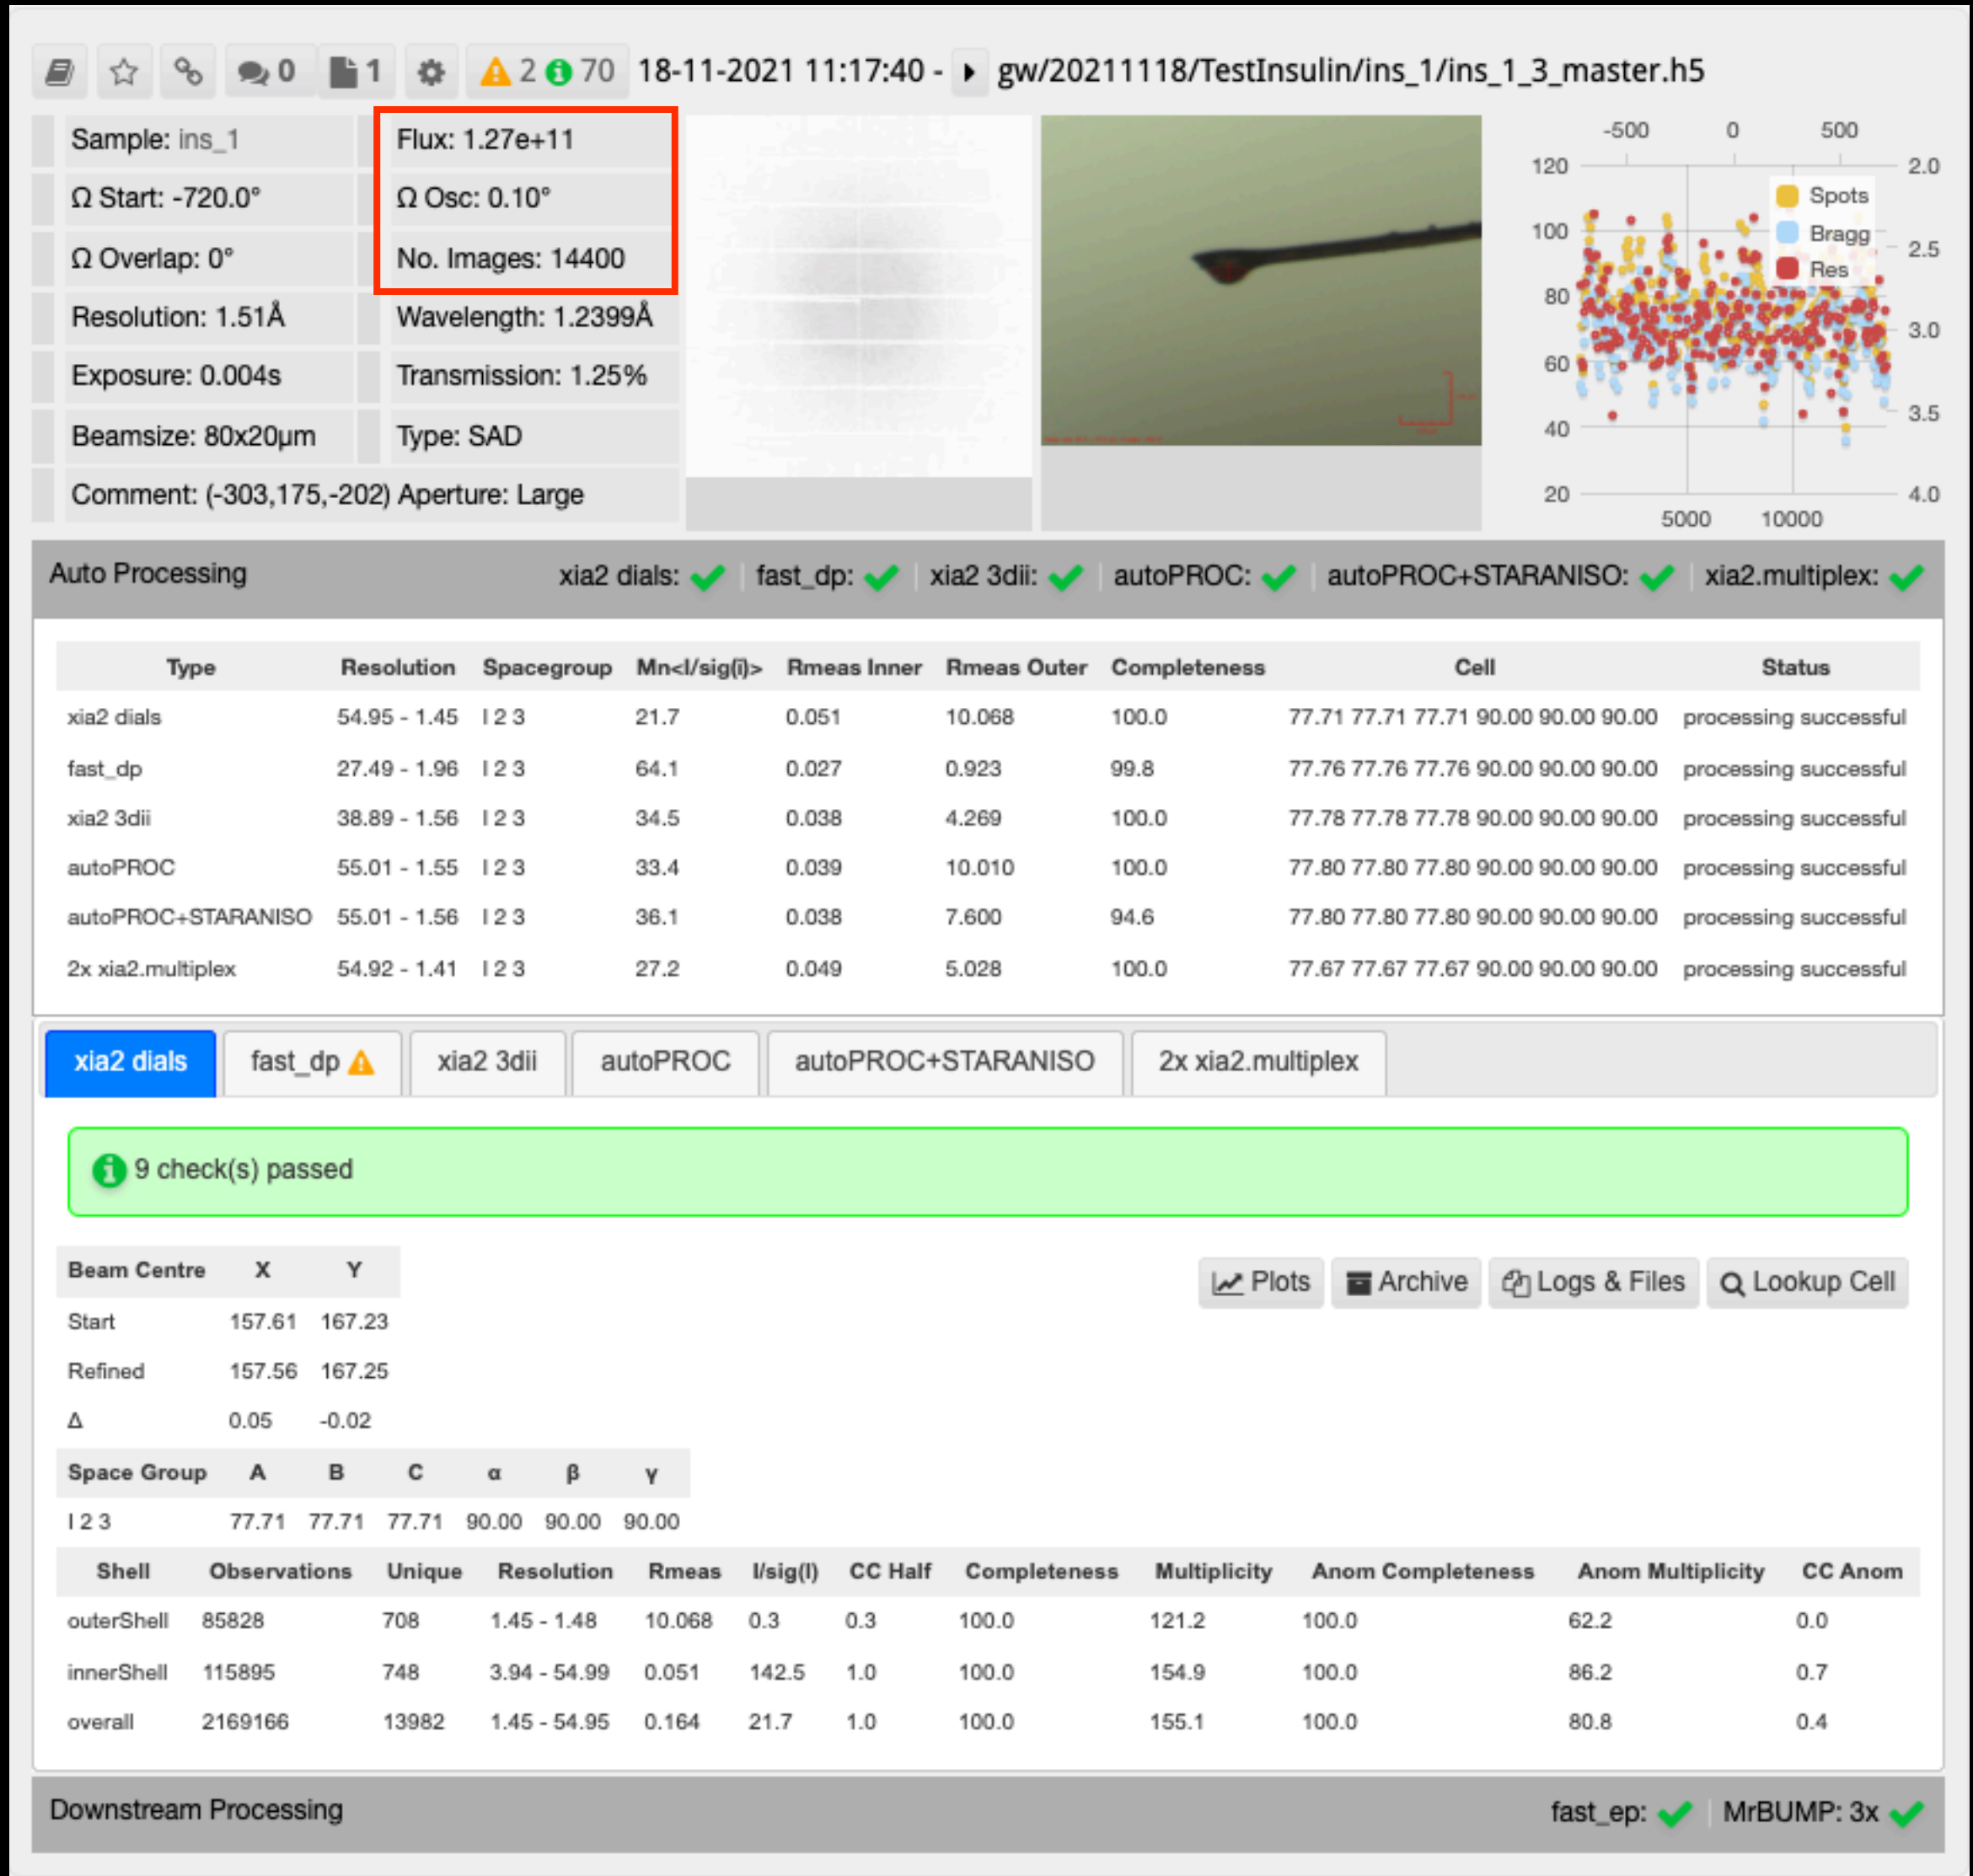 0 1 2 70 18-11-2021 11:17:40 - gw/20211118/TestInsulin/ins_1/ins_1_3_master.h5
Sample: ins_1 Flux: 1.27e+11
Ω Start: -720.0° Ω Osc: 0.10°
Ω Overlap: 0° No. Images: 14400
Resolution: 1.51Å Wavelength: 1.2399Å
Exposure: 0.004s Transmission: 1.25%
Beamsize: 80x20µm Type: SAD
Comment: (-303,175,-202) Aperture: Large
-500 0 500
120 2.0
Spots
100 Bragg 2.5
Res
80
3.0
60
3.5
40
20 4.0
5000 10000
Auto Processing xia2 dials: fast_dp: xia2 3dii: autoPROC: autoPROC+STARANISO: xia2.multiplex:
Type Resolution Spacegroup Mn<I/sig(i)> Rmeas Inner Rmeas Outer Completeness Cell Status
xia2 dials 54.95 - 1.45 I 2 3 21.7 0.051 10.068 100.0 77.71 77.71 77.71 90.00 90.00 90.00 processing successful
fast_dp 27.49 - 1.96 I 2 3 64.1 0.027 0.923 99.8 77.76 77.76 77.76 90.00 90.00 90.00 processing successful
xia2 3dii 38.89 - 1.56 I 2 3 34.5 0.038 4.269 100.0 77.78 77.78 77.78 90.00 90.00 90.00 processing successful
autoPROC 55.01 - 1.55 I 2 3 33.4 0.039 10.010 100.0 77.80 77.80 77.80 90.00 90.00 90.00 processing successful
autoPROC+STARANISO 55.01 - 1.56 I 2 3 36.1 0.038 7.600 94.6 77.80 77.80 77.80 90.00 90.00 90.00 processing successful
2x xia2.multiplex 54.92 - 1.41 I 2 3 27.2 0.049 5.028 100.0 77.67 77.67 77.67 90.00 90.00 90.00 processing successful
xia2 dials fast_dp xia2 3dii autoPROC autoPROC+STARANISO 2x xia2.multiplex
9 check(s) passed
Beam Centre X Y
Plots Archive Logs & Files Lookup Cell
Start 157.61 167.23
Refined 157.56 167.25
Δ 0.05 -0.02
Space Group A B C α β γ
I 2 3 77.71 77.71 77.71 90.00 90.00 90.00
Shell Observations Unique Resolution Rmeas I/sig(I) CC Half Completeness Multiplicity Anom Completeness Anom Multiplicity CC Anom
outerShell 85828 708 1.45 - 1.48 10.068 0.3 0.3 100.0 121.2 100.0 62.2 0.0
innerShell 115895 748 3.94 - 54.99 0.051 142.5 1.0 100.0 154.9 100.0 86.2 0.7
overall 2169166 13982 1.45 - 54.95 0.164 21.7 1.0 100.0 155.1 100.0 80.8 0.4
Downstream Processing fast_ep: MrBUMP: 3x